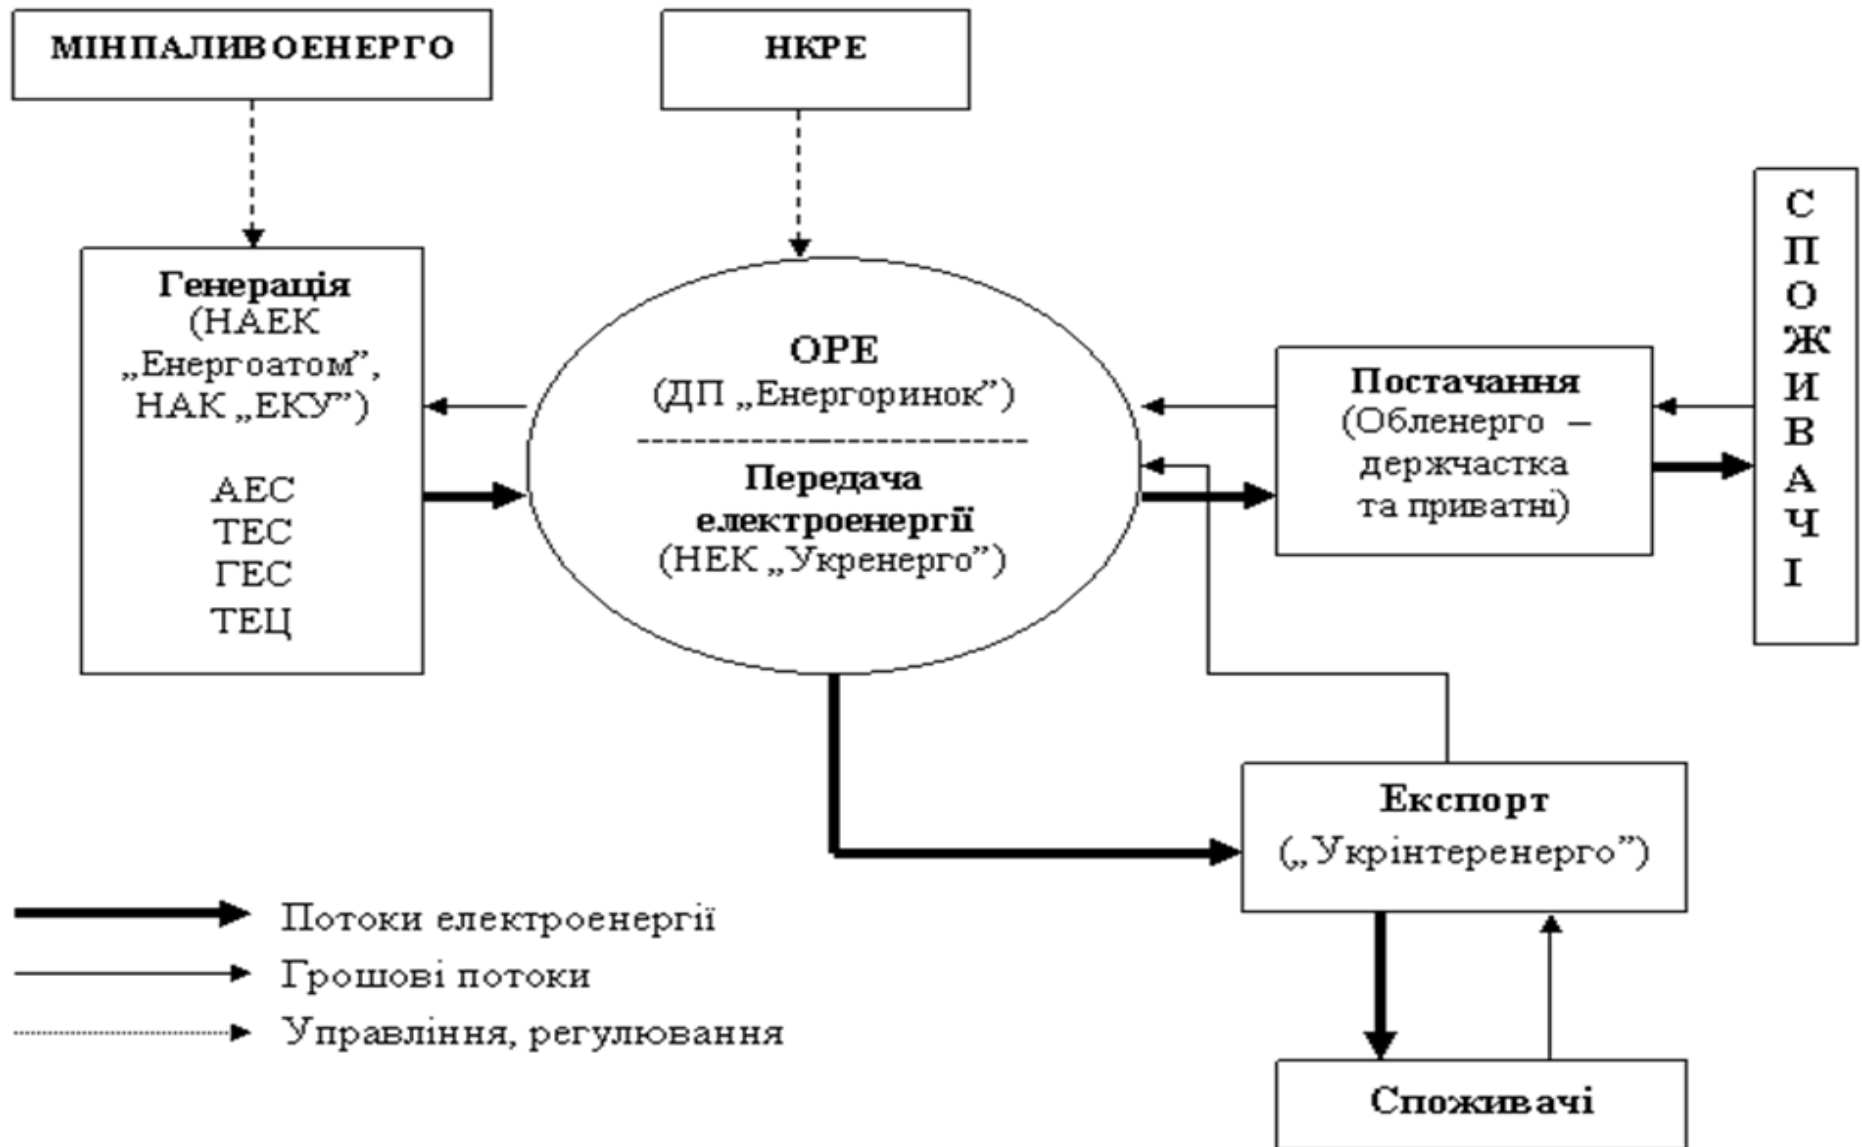 МІНПАЛИВОЕНЕРГО
НКРЕ
Генерація
(НАЕК
„Енергоатом”,
НАК „ЕКУ”)
АЕС
ТЕС
ГЕС
ТЕЦ
ОРЕ
(ДП „Енергоринок”)
Передача
електроенергії
(НЕК „Укренерго”)
Постачання
(Обленерго –
держчастка
та приватні)
С
П
О
Ж
И
В
А
Ч
І
Експорт
(„Укрінтеренерго”)
Споживачі
Потоки електроенергії
Грошові потоки
Управління, регулювання